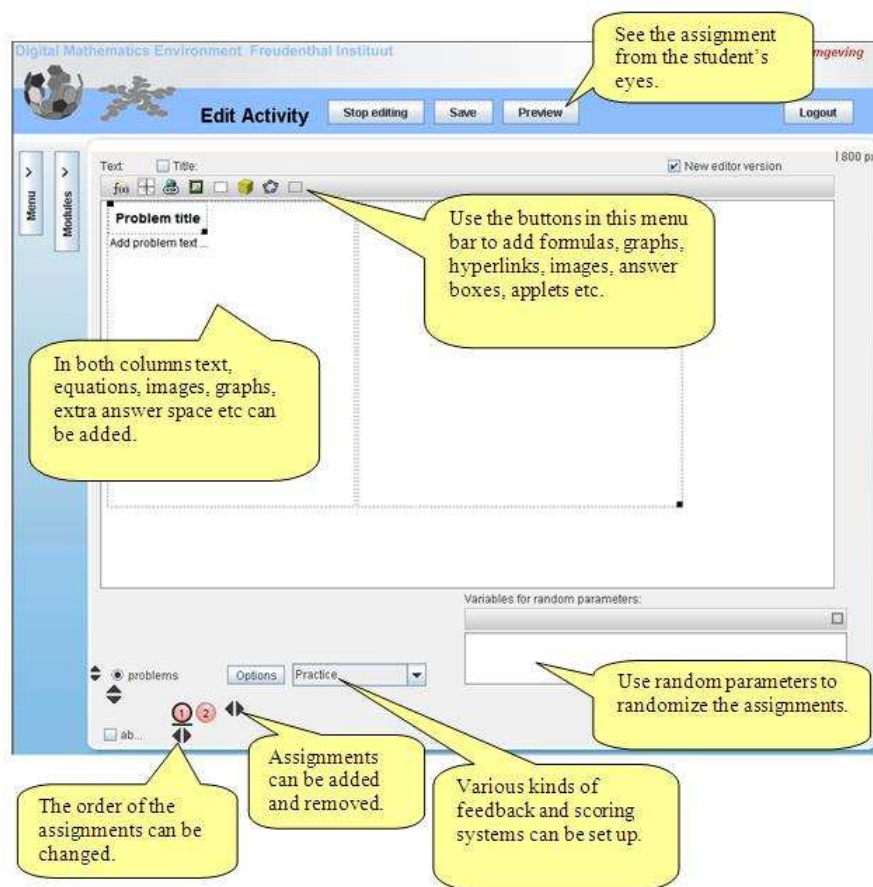 See the assignment
from the student's
eyes.
Digital Mathematics Environment Freudenthal Instituut
mgeving
Edit Activity
Stop editing
Save
Preview
Logout
Menu
Modules
Text:
Title:
New editor version
800 p
f(x)
Problem title
Add problem text ...
Use the buttons in this menu
bar to add formulas, graphs,
hyperlinks, images, answer
boxes, applets etc.
In both columns text,
equations, images, graphs,
extra answer space etc can
be added.
Variables for random parameters:
problems
Options
Practice
Use random parameters to
randomize the assignments.
1
2
ab...
Assignments
can be added
and removed.
Various kinds of
feedback and scoring
systems can be set up.
The order of the
assignments can be
changed.